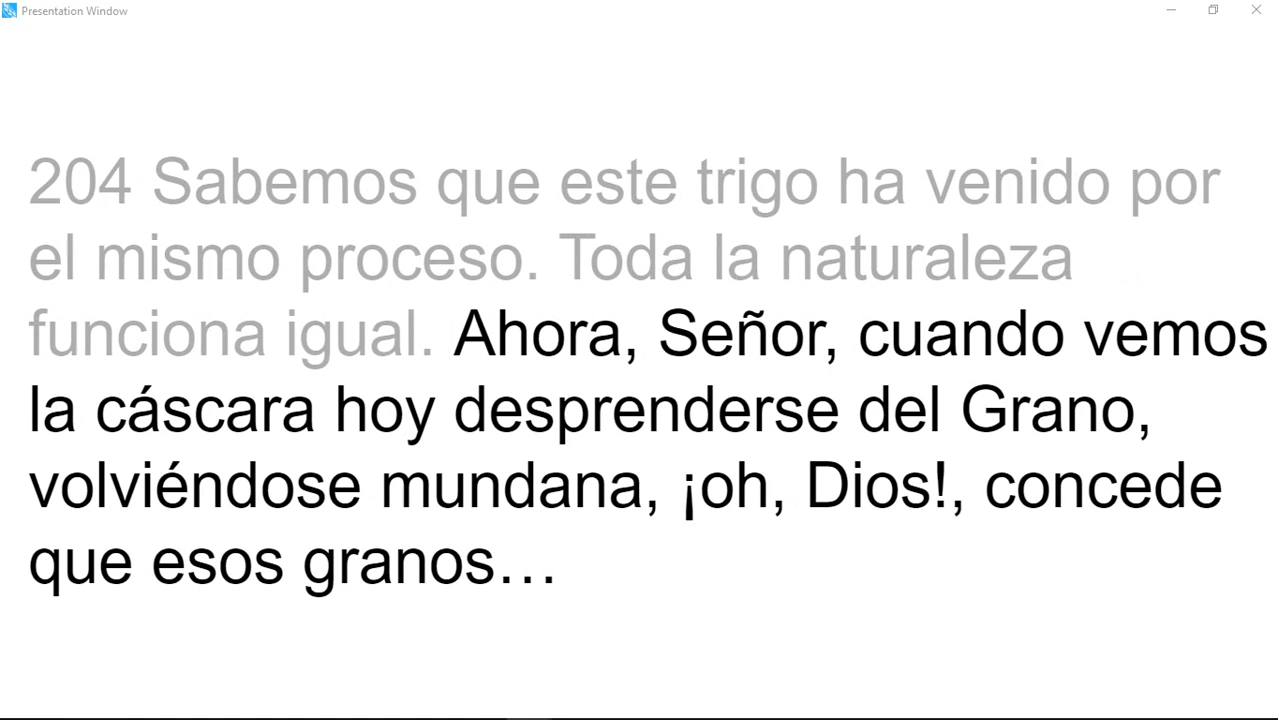 Presentation Window
204 Sabemos que este trigo ha venido por
el mismo proceso. Toda la naturaleza
funciona igual. Ahora, Señor, cuando vemos
la cáscara hoy desprenderse del Grano,
volviéndose mundana, ¡oh, Dios!, concede
que esos granos…